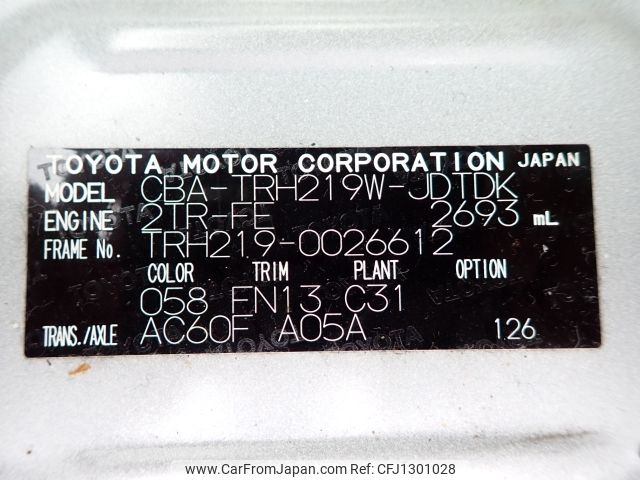 TOYOTA MOTOR CORPORATION JAPAN
MODEL CBA-TRH219W-JDTDK
ENGINE 2TR-FE 2693 mL
FRAME No. TRH219-0026612
COLOR TRIM PLANT OPTION
058 EN13 C31
TRANS./AXLE AC60F A05A 126
www.CarFromJapan.com - CFJ1301028